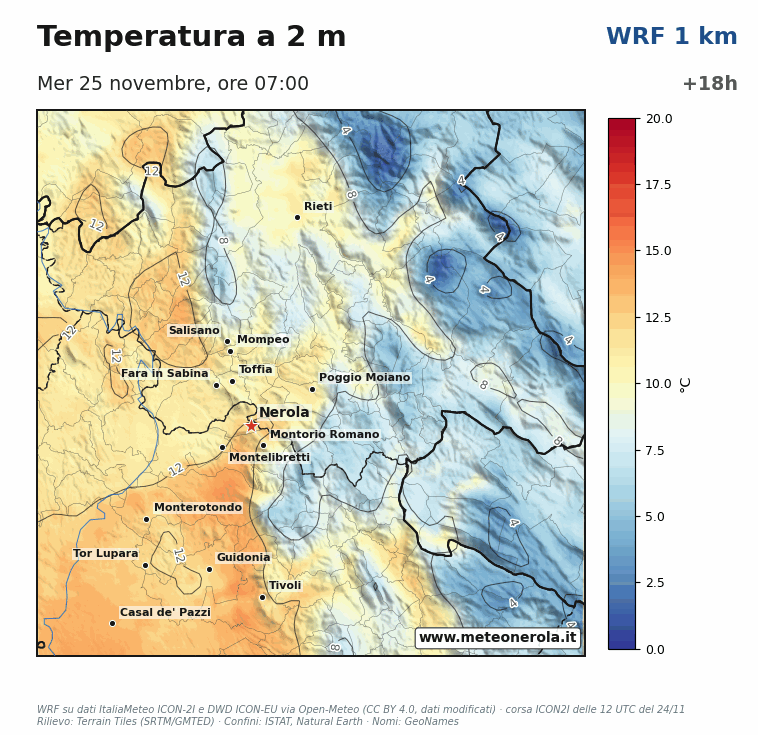 Temperatura a 2 m
WRF 1 km
Mer 25 novembre, ore 07:00
+18h
4
12
8
4
Rieti
12
4
8
12
4
4
12
Salisano
Mompeo
4
12
Toffia
Fara in Sabina
Poggio Moiano
8
Nerola
Montorio Romano
8
Montelibretti
12
Monterotondo
4
Tor Lupara
12
Guidonia
Tivoli
4
Casal de' Pazzi
4
8
www.meteonerola.it
20.0
17.5
15.0
12.5
10.0
7.5
5.0
2.5
0.0
°C
WRF su dati ItaliaMeteo ICON-2I e DWD ICON-EU via Open-Meteo (CC BY 4.0, dati modificati) · corsa ICON2I delle 12 UTC del 24/11
Rilievo: Terrain Tiles (SRTM/GMTED) · Confini: ISTAT, Natural Earth · Nomi: GeoNames